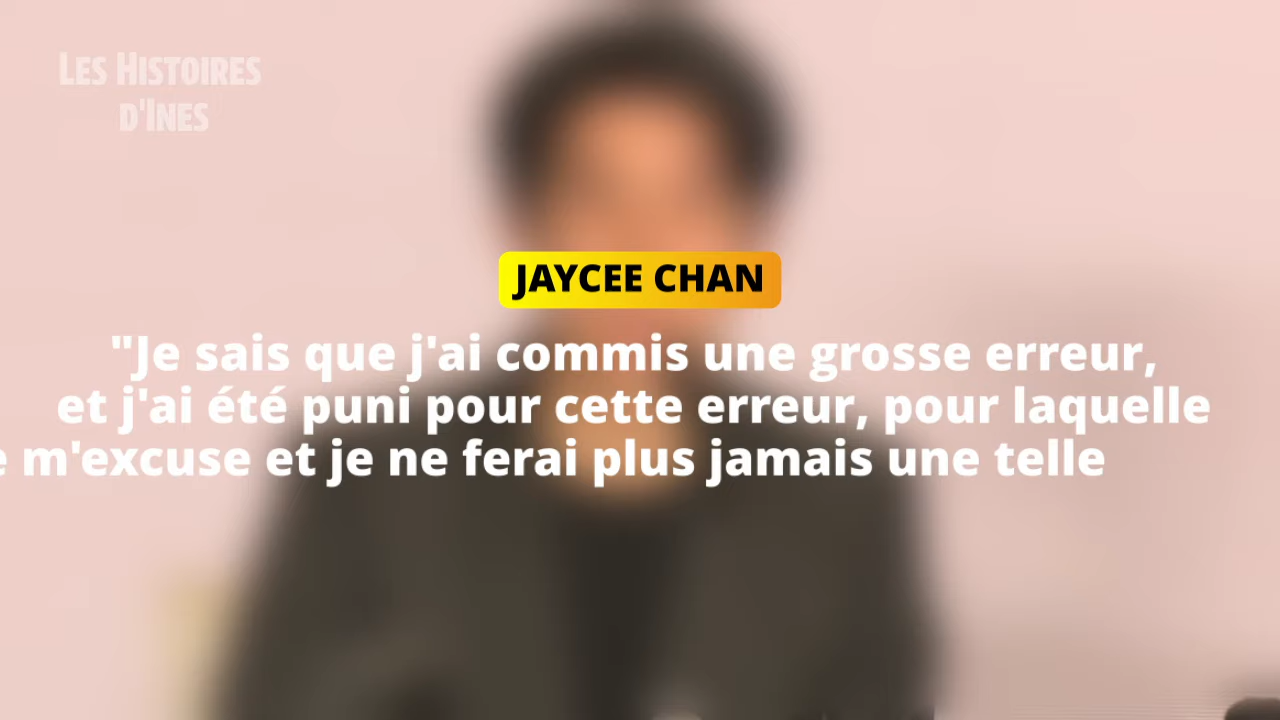 LES HISTOIRES
D'INES
JAYCEE CHAN
"Je sais que j'ai commis une grosse erreur,
et j'ai été puni pour cette erreur, pour laquelle
m'excuse et je ne ferai plus jamais une telle